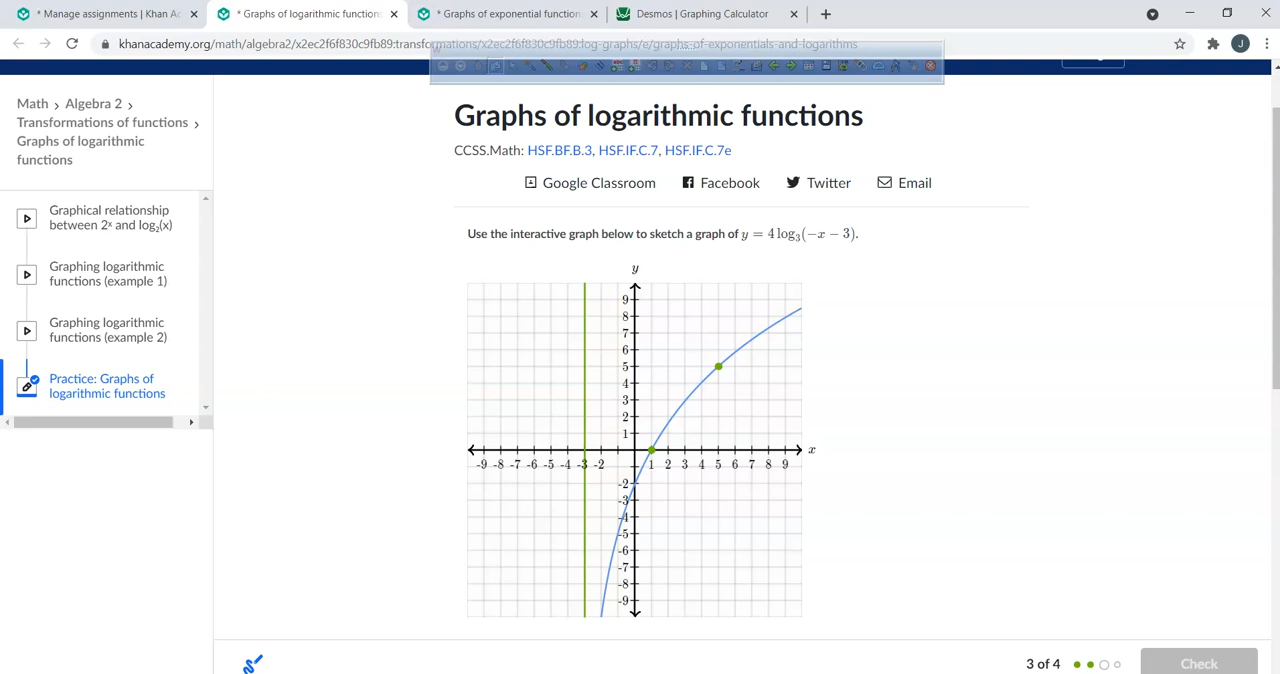 * Manage assignments | Khan Ac
* Graphs of logarithmic functions
* Graphs of exponential function
Desmos | Graphing Calculator
khanacademy.org/math/algebra2/x2ec2f6f830c9fb89:transformations/x2ec2f6f830c9fb89:log-graphs/e/graphs-of-exponentials-and-logarithms
J
Math > Algebra 2 >
Transformations of functions >
Graphs of logarithmic
functions
Graphical relationship
between 2ˣ and log₂(x)
Graphing logarithmic
functions (example 1)
Graphing logarithmic
functions (example 2)
Practice: Graphs of
logarithmic functions
Graphs of logarithmic functions
CCSS.Math: HSF.BF.B.3, HSF.IF.C.7, HSF.IF.C.7e
Google Classroom Facebook Twitter Email
Use the interactive graph below to sketch a graph of y = 4 log₃(−x − 3).
y
9
8
7
6
5
4
3
2
1
x
-9 -8 -7 -6 -5 -4 -3 -2 1 2 3 4 5 6 7 8 9
-2
-3
-4
-5
-6
-7
-8
-9
3 of 4
Check